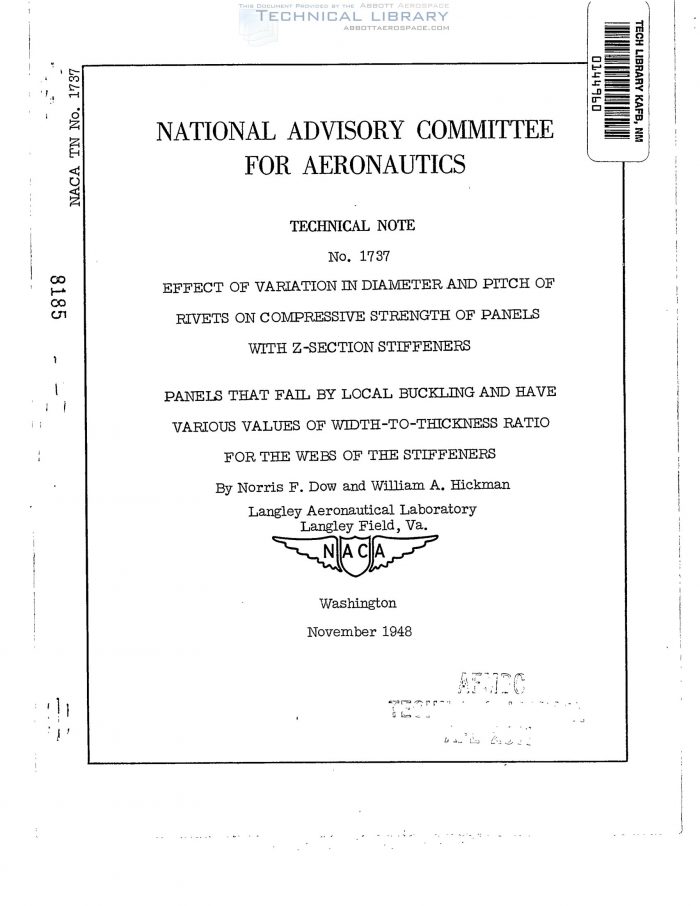 THIS DOCUMENT PROVIDED BY THE ABBOTT AEROSPACE
TECHNICAL LIBRARY
ABBOTTAEROSPACE.COM
TECH LIBRARY KAFB, NM
0144960
NACA TN No. 1737
8185
NATIONAL ADVISORY COMMITTEE
FOR AERONAUTICS
TECHNICAL NOTE
No. 1737
EFFECT OF VARIATION IN DIAMETER AND PITCH OF
RIVETS ON COMPRESSIVE STRENGTH OF PANELS
WITH Z-SECTION STIFFENERS
PANELS THAT FAIL BY LOCAL BUCKLING AND HAVE
VARIOUS VALUES OF WIDTH-TO-THICKNESS RATIO
FOR THE WEBS OF THE STIFFENERS
By Norris F. Dow and William A. Hickman
Langley Aeronautical Laboratory
Langley Field, Va.
NACA
Washington
November 1948